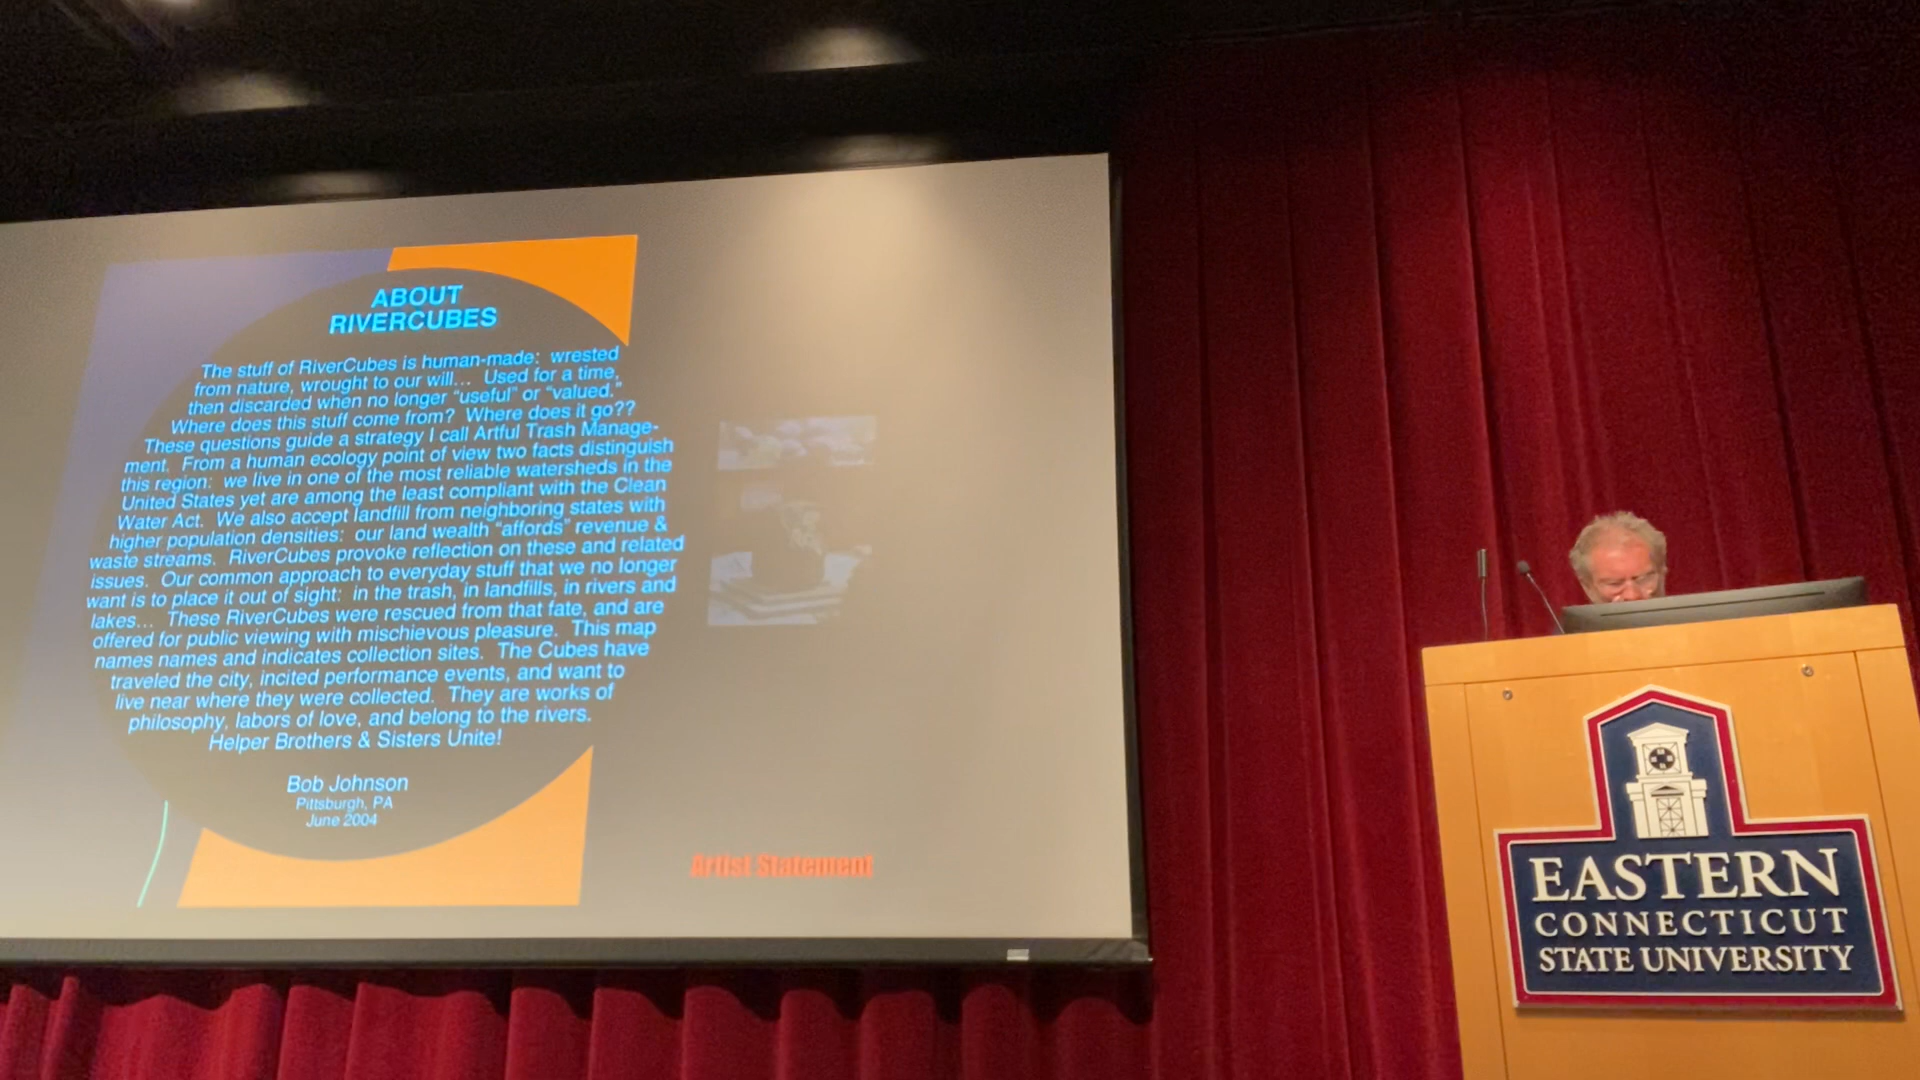 ABOUT
RIVERCUBES
The stuff of RiverCubes is human-made: wrested
from nature, wrought to our will... Used for a time,
then discarded when no longer "useful" or "valued."
Where does this stuff come from? Where does it go??
These questions guide a strategy I call Artful Trash Manage-
ment. From a human ecology point of view two facts distinguish
this region: we live in one of the most reliable watersheds in the
United States yet are among the least compliant with the Clean
Water Act. We also accept landfill from neighboring states with
higher population densities: our land wealth "affords" revenue &
waste streams. RiverCubes provoke reflection on these and related
issues. Our common approach to everyday stuff that we no longer
want is to place it out of sight: in the trash, in landfills, in rivers and
lakes... These RiverCubes were rescued from that fate, and are
offered for public viewing with mischievous pleasure. This map
names names and indicates collection sites. The Cubes have
traveled the city, incited performance events, and want to
live near where they were collected. They are works of
philosophy, labors of love, and belong to the rivers.
Helper Brothers & Sisters Unite!
Bob Johnson
Pittsburgh, PA
June 2004
Artist Statement
EASTERN
CONNECTICUT
STATE UNIVERSITY